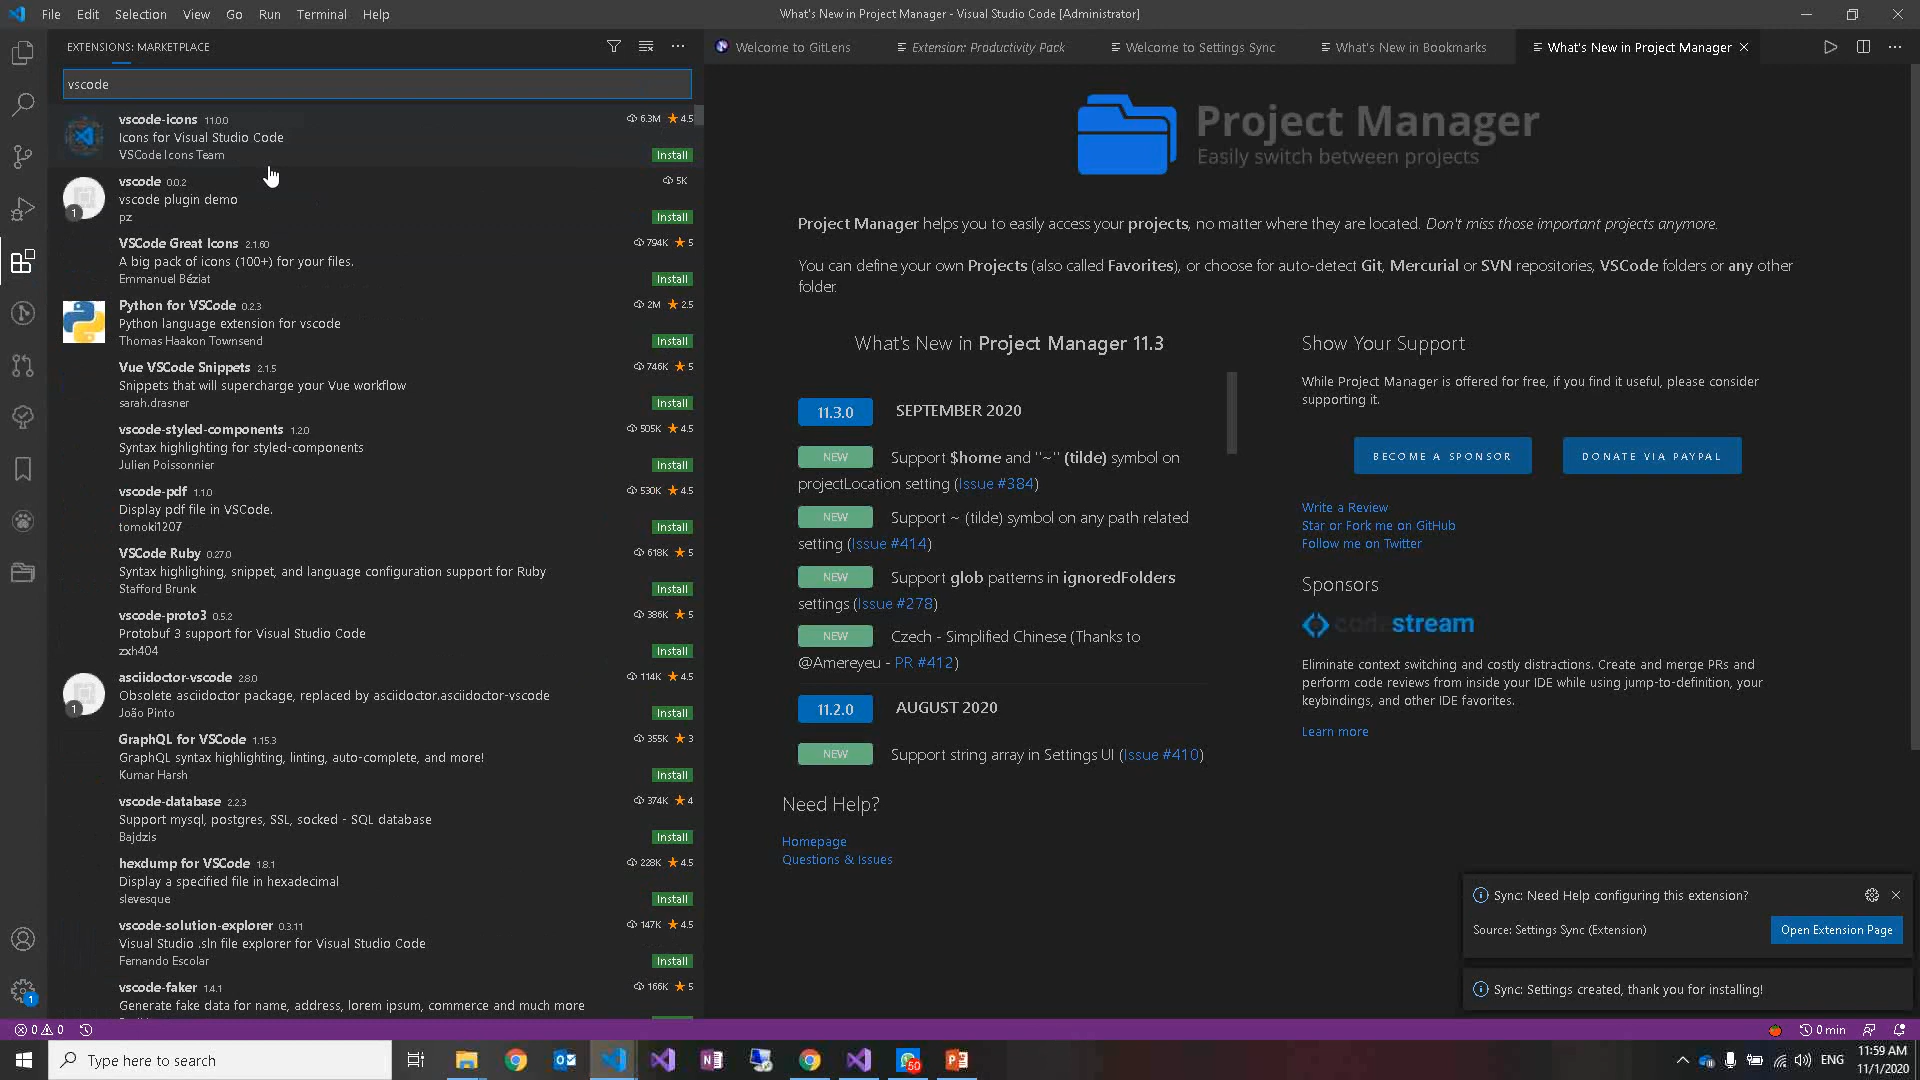 File Edit Selection View Go Run Terminal Help
What's New in Project Manager - Visual Studio Code [Administrator]
EXTENSIONS: MARKETPLACE
Welcome to GitLens
Extension: Productivity Pack
Welcome to Settings Sync
What's New in Bookmarks
What's New in Project Manager
vscode
vscode-icons 11.0.0 6.3M 4.5
Icons for Visual Studio Code
VSCode Icons Team Install
vscode 0.0.2 5K
vscode plugin demo
pz Install
1
VSCode Great Icons 2.1.60 794K 5
A big pack of icons (100+) for your files.
Emmanuel Béziat Install
Python for VSCode 0.2.3 2M 2.5
Python language extension for vscode
Thomas Haakon Townsend Install
Vue VSCode Snippets 2.1.5 746K 5
Snippets that will supercharge your Vue workflow
sarah.drasner Install
vscode-styled-components 1.2.0 505K 4.5
Syntax highlighting for styled-components
Julien Poissonnier Install
vscode-pdf 1.1.0 530K 4.5
Display pdf file in VSCode.
tomoki1207 Install
VSCode Ruby 0.27.0 618K 5
Syntax highlighing, snippet, and language configuration support for Ruby
Stafford Brunk Install
vscode-proto3 0.5.2 386K 5
Protobuf 3 support for Visual Studio Code
zxh404 Install
asciidoctor-vscode 2.8.0 114K 4.5
Obsolete asciidoctor package, replaced by asciidoctor.asciidoctor-vscode
João Pinto Install
1
GraphQL for VSCode 1.15.3 355K 3
GraphQL syntax highlighting, linting, auto-complete, and more!
Kumar Harsh Install
vscode-database 2.2.3 374K 4
Support mysql, postgres, SSL, socked - SQL database
Bajdzis Install
hexdump for VSCode 1.8.1 228K 4.5
Display a specified file in hexadecimal
slevesque Install
vscode-solution-explorer 0.3.11 147K 4.5
Visual Studio .sln file explorer for Visual Studio Code
Fernando Escolar Install
vscode-faker 1.4.1 166K 5
Generate fake data for name, address, lorem ipsum, commerce and much more
Project Manager
Easily switch between projects
Project Manager helps you to easily access your projects, no matter where they are located. Don't miss those important projects anymore.
You can define your own Projects (also called Favorites), or choose for auto-detect Git, Mercurial or SVN repositories, VSCode folders or any other
folder.
What's New in Project Manager 11.3
11.3.0 SEPTEMBER 2020
NEW Support $home and "~" (tilde) symbol on
projectLocation setting (Issue #384)
NEW Support ~ (tilde) symbol on any path related
setting (Issue #414)
NEW Support glob patterns in ignoredFolders
settings (Issue #278)
NEW Czech - Simplified Chinese (Thanks to
@Amereyeu - PR #412)
11.2.0 AUGUST 2020
NEW Support string array in Settings UI (Issue #410)
Need Help?
Homepage
Questions & Issues
Show Your Support
While Project Manager is offered for free, if you find it useful, please consider
supporting it.
BECOME A SPONSOR DONATE VIA PAYPAL
Write a Review
Star or Fork me on GitHub
Follow me on Twitter
Sponsors
codestream
Eliminate context switching and costly distractions. Create and merge PRs and
perform code reviews from inside your IDE while using jump-to-definition, your
keybindings, and other IDE favorites.
Learn more
Sync: Need Help configuring this extension?
Source: Settings Sync (Extension) Open Extension Page
Sync: Settings created, thank you for installing!
1
0 0
0 min
Type here to search
50
ENG
11:59 AM
11/1/2020